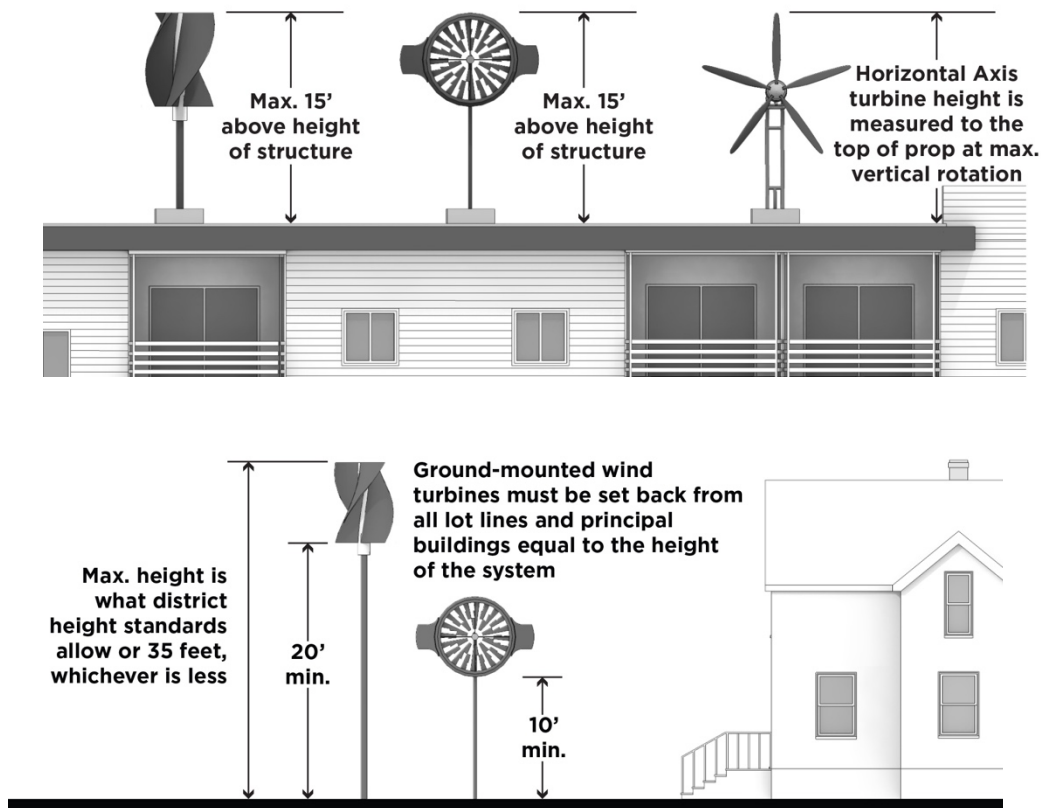 Max. 15’
above height
of structure
Max. 15’
above height
of structure
Horizontal Axis
turbine height is
measured to the
top of prop at max.
vertical rotation
Ground-mounted wind
turbines must be set back from
all lot lines and principal
buildings equal to the height
of the system
Max. height is
what district
height standards
allow or 35 feet,
whichever is less
20’
min.
10’
min.